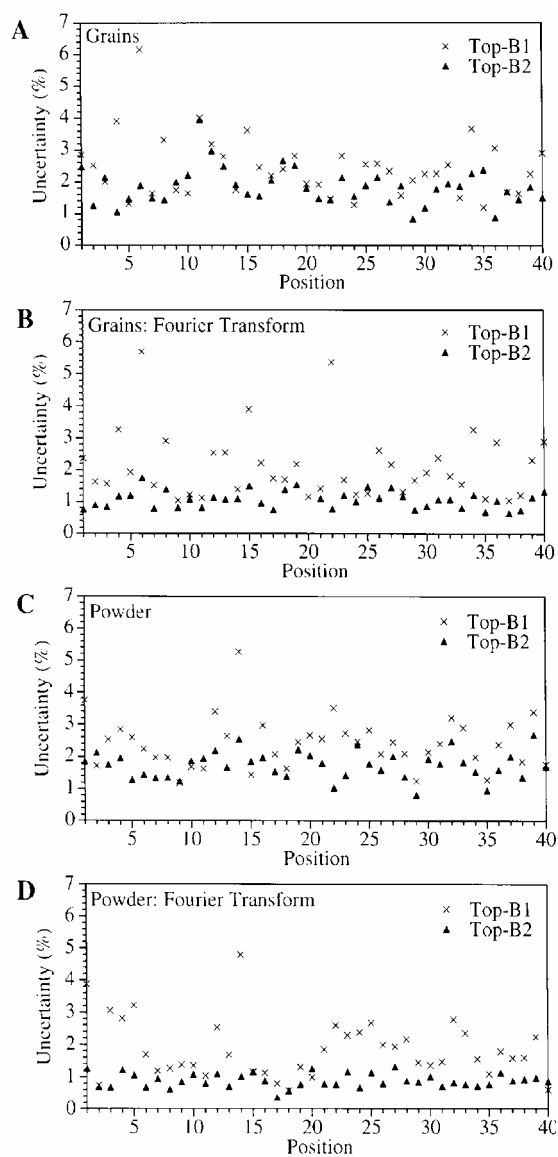 A
Grains
× Top-B1
▲ Top-B2
Uncertainty (%)
7
6
5
4
3
2
1
0
5 10 15 20 25 30 35 40
Position
B
Grains: Fourier Transform
× Top-B1
▲ Top-B2
Uncertainty (%)
7
6
5
4
3
2
1
0
5 10 15 20 25 30 35 40
Position
C
Powder
× Top-B1
▲ Top-B2
Uncertainty (%)
7
6
5
4
3
2
1
0
5 10 15 20 25 30 35 40
Position
D
Powder: Fourier Transform
× Top-B1
▲ Top-B2
Uncertainty (%)
7
6
5
4
3
2
1
0
5 10 15 20 25 30 35 40
Position